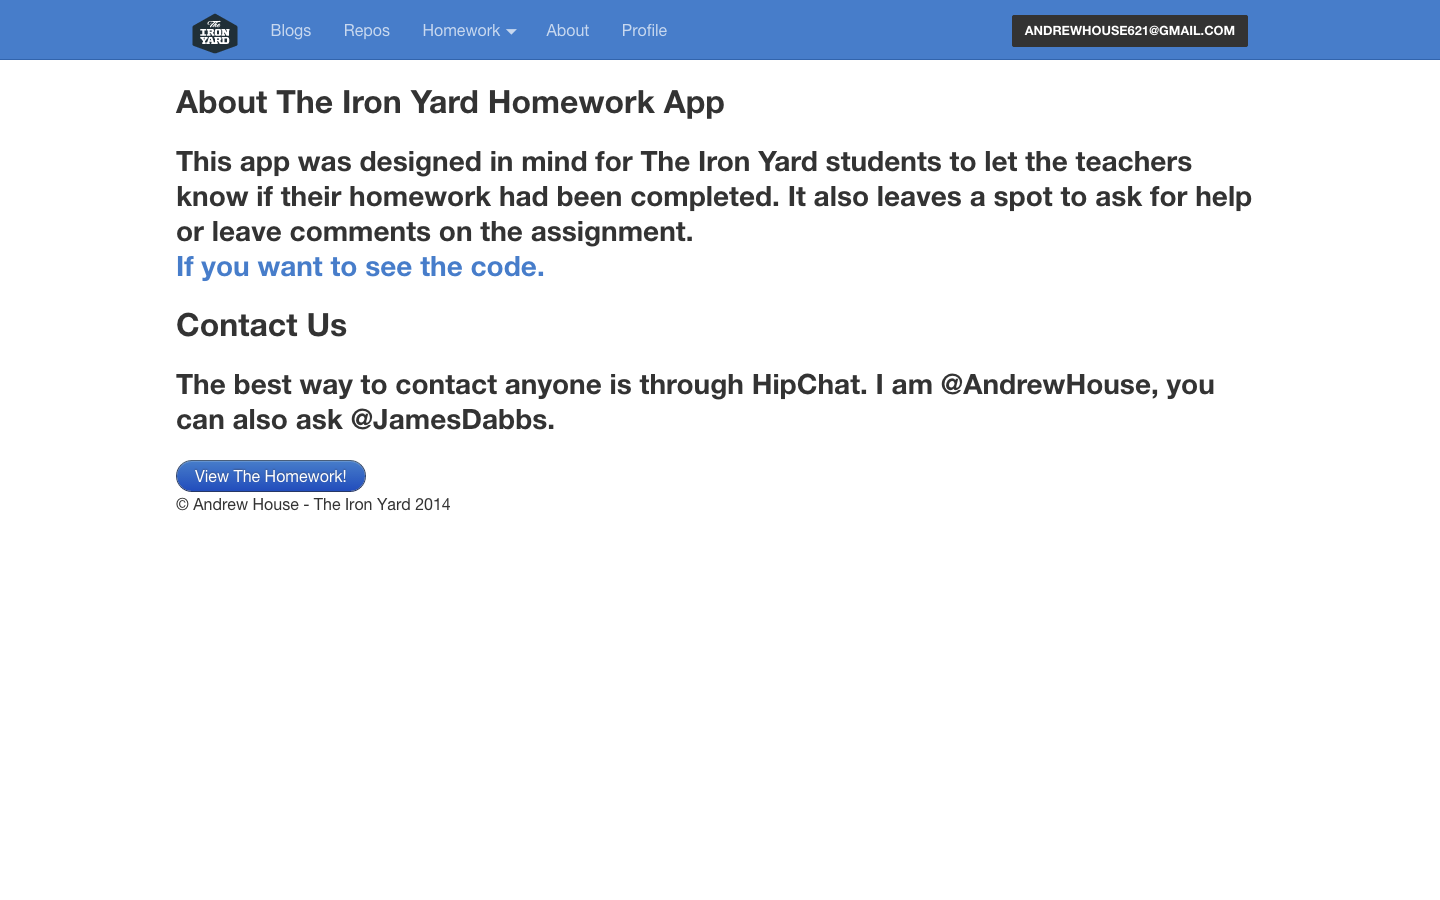 The
IRON
YARD
Blogs Repos Homework About Profile ANDREWHOUSE621@GMAIL.COM
About The Iron Yard Homework App
This app was designed in mind for The Iron Yard students to let the teachers
know if their homework had been completed. It also leaves a spot to ask for help
or leave comments on the assignment.
If you want to see the code.
Contact Us
The best way to contact anyone is through HipChat. I am @AndrewHouse, you
can also ask @JamesDabbs.
View The Homework!
© Andrew House - The Iron Yard 2014